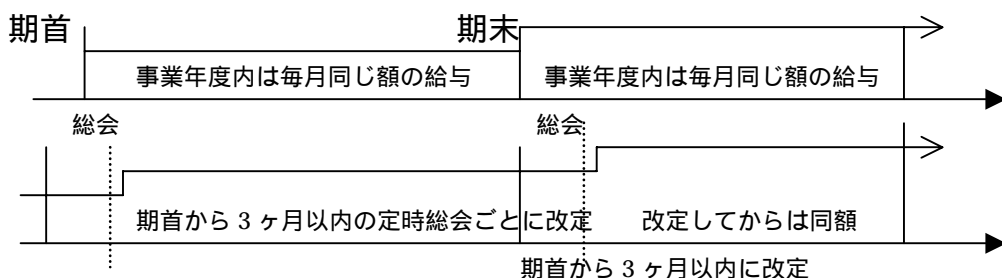 期首
期末
事業年度内は毎月同じ額の給与
事業年度内は毎月同じ額の給与
総会
総会
期首から3ヶ月以内の定時総会ごとに改定
改定してからは同額
期首から3ヶ月以内に改定